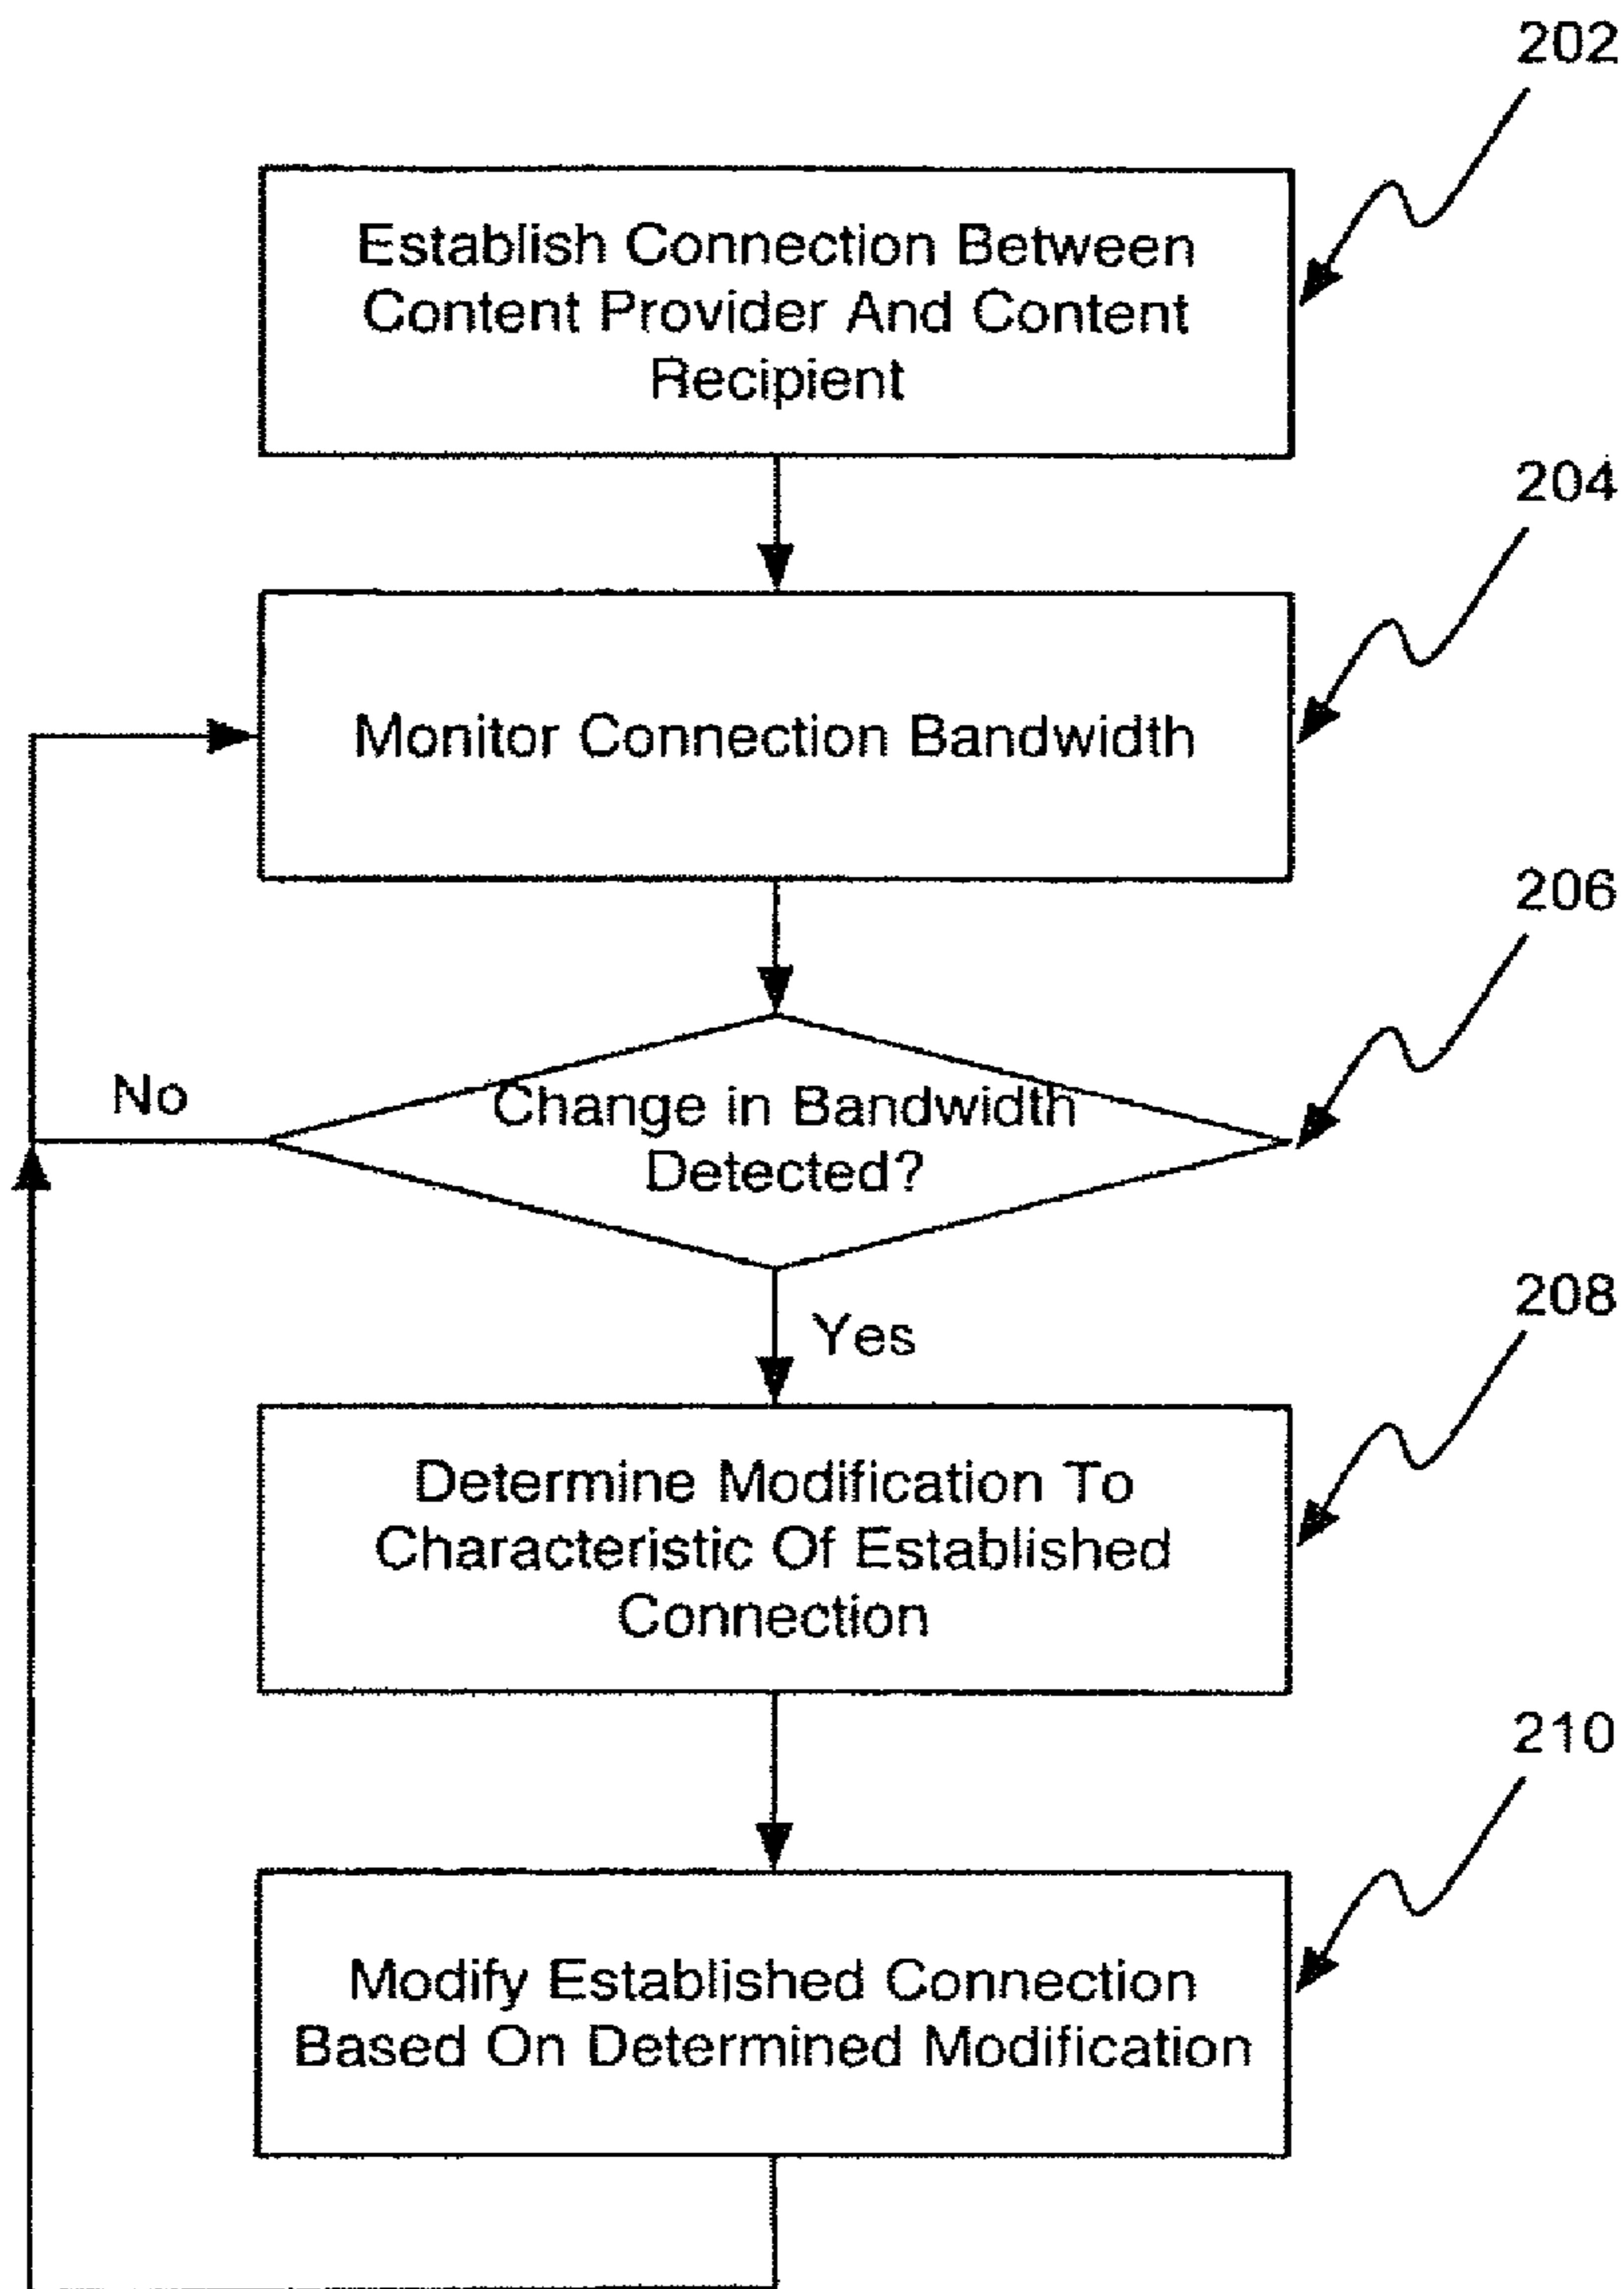 202
Establish Connection Between
Content Provider And Content
Recipient
204
Monitor Connection Bandwidth
206
No
Change in Bandwidth
Detected?
Yes
208
Determine Modification To
Characteristic Of Established
Connection
210
Modify Established Connection
Based On Determined Modification